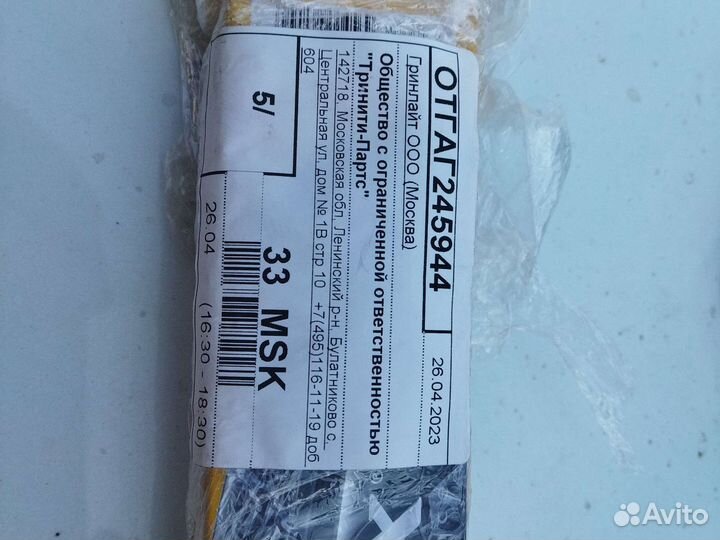 ОТГАГ245944 26.04.2023
Гринлайт ООО (Москва)
Общество с ограниченной ответственностью
"Тринити-Партс"
142718, Московская обл, Ленинский р-н, Булатниково с,
Центральная ул, дом № 1В стр 10 +7(495)116-11-19 доб
604
5/ 33 MSK
26.04 (16:30 - 18:30)
Avito